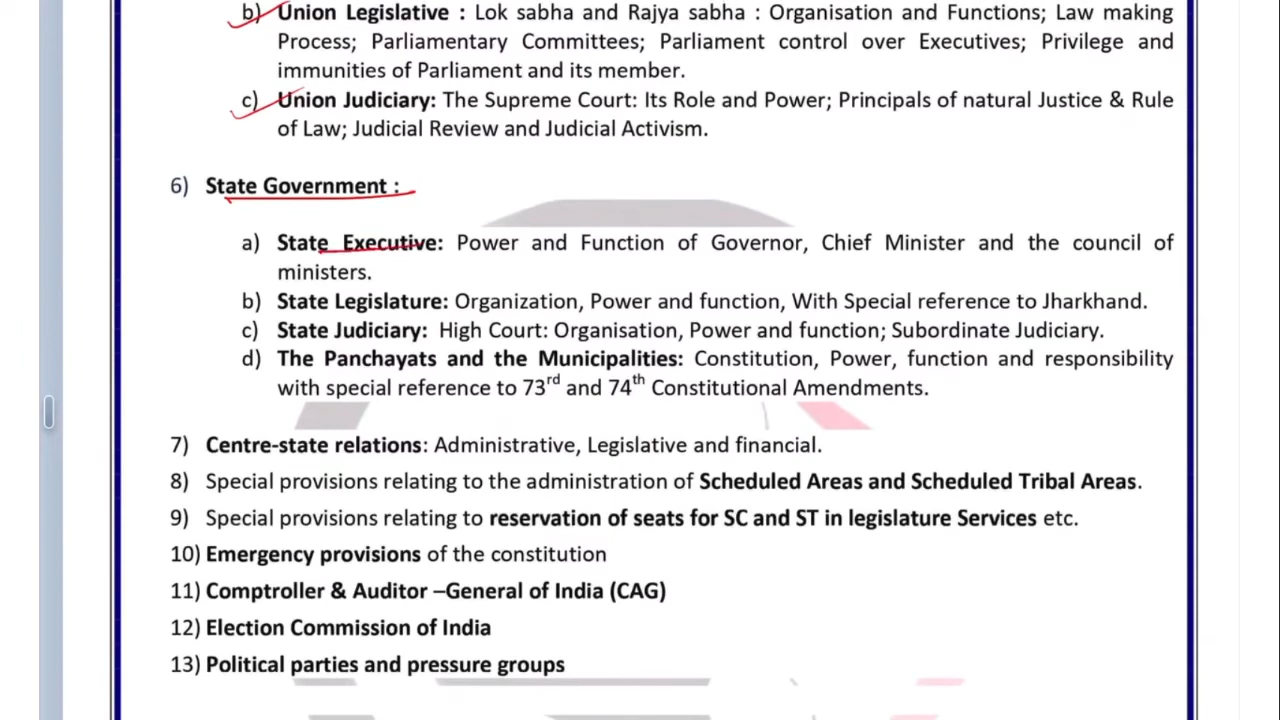 b) Union Legislative : Lok sabha and Rajya sabha : Organisation and Functions; Law making
Process; Parliamentary Committees; Parliament control over Executives; Privilege and
immunities of Parliament and its member.
c) Union Judiciary: The Supreme Court: Its Role and Power; Principals of natural Justice & Rule
of Law; Judicial Review and Judicial Activism.
6) State Government :
a) State Executive: Power and Function of Governor, Chief Minister and the council of
ministers.
b) State Legislature: Organization, Power and function, With Special reference to Jharkhand.
c) State Judiciary: High Court: Organisation, Power and function; Subordinate Judiciary.
d) The Panchayats and the Municipalities: Constitution, Power, function and responsibility
with special reference to 73rd and 74th Constitutional Amendments.
7) Centre-state relations: Administrative, Legislative and financial.
8) Special provisions relating to the administration of Scheduled Areas and Scheduled Tribal Areas.
9) Special provisions relating to reservation of seats for SC and ST in legislature Services etc.
10) Emergency provisions of the constitution
11) Comptroller & Auditor –General of India (CAG)
12) Election Commission of India
13) Political parties and pressure groups